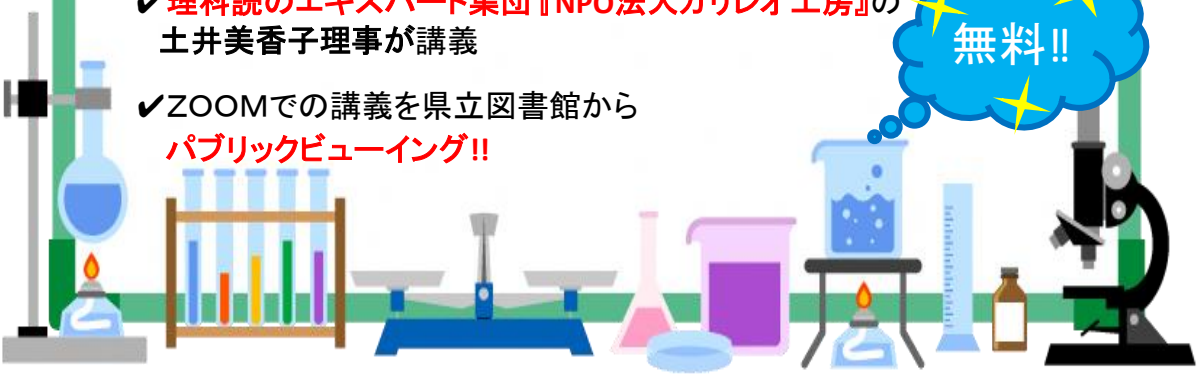 ✔理科読のエキスパート集団『NPO法人ガリレオ工房』の
土井美香子理事が講義
無料!!
✔ZOOMでの講義を県立図書館から
パブリックビューイング!!